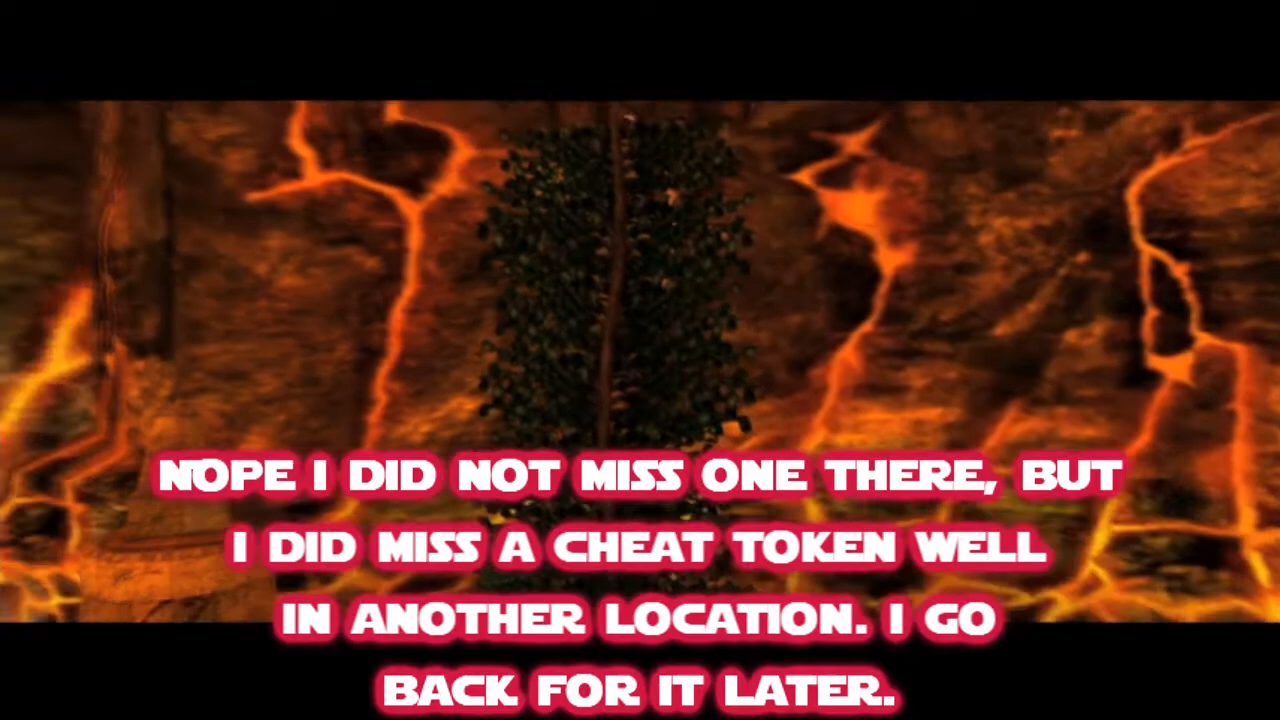 NOPE I DID NOT MISS ONE THERE, BUT
I DID MISS A CHEAT TOKEN WELL
IN ANOTHER LOCATION. I GO
BACK FOR IT LATER.